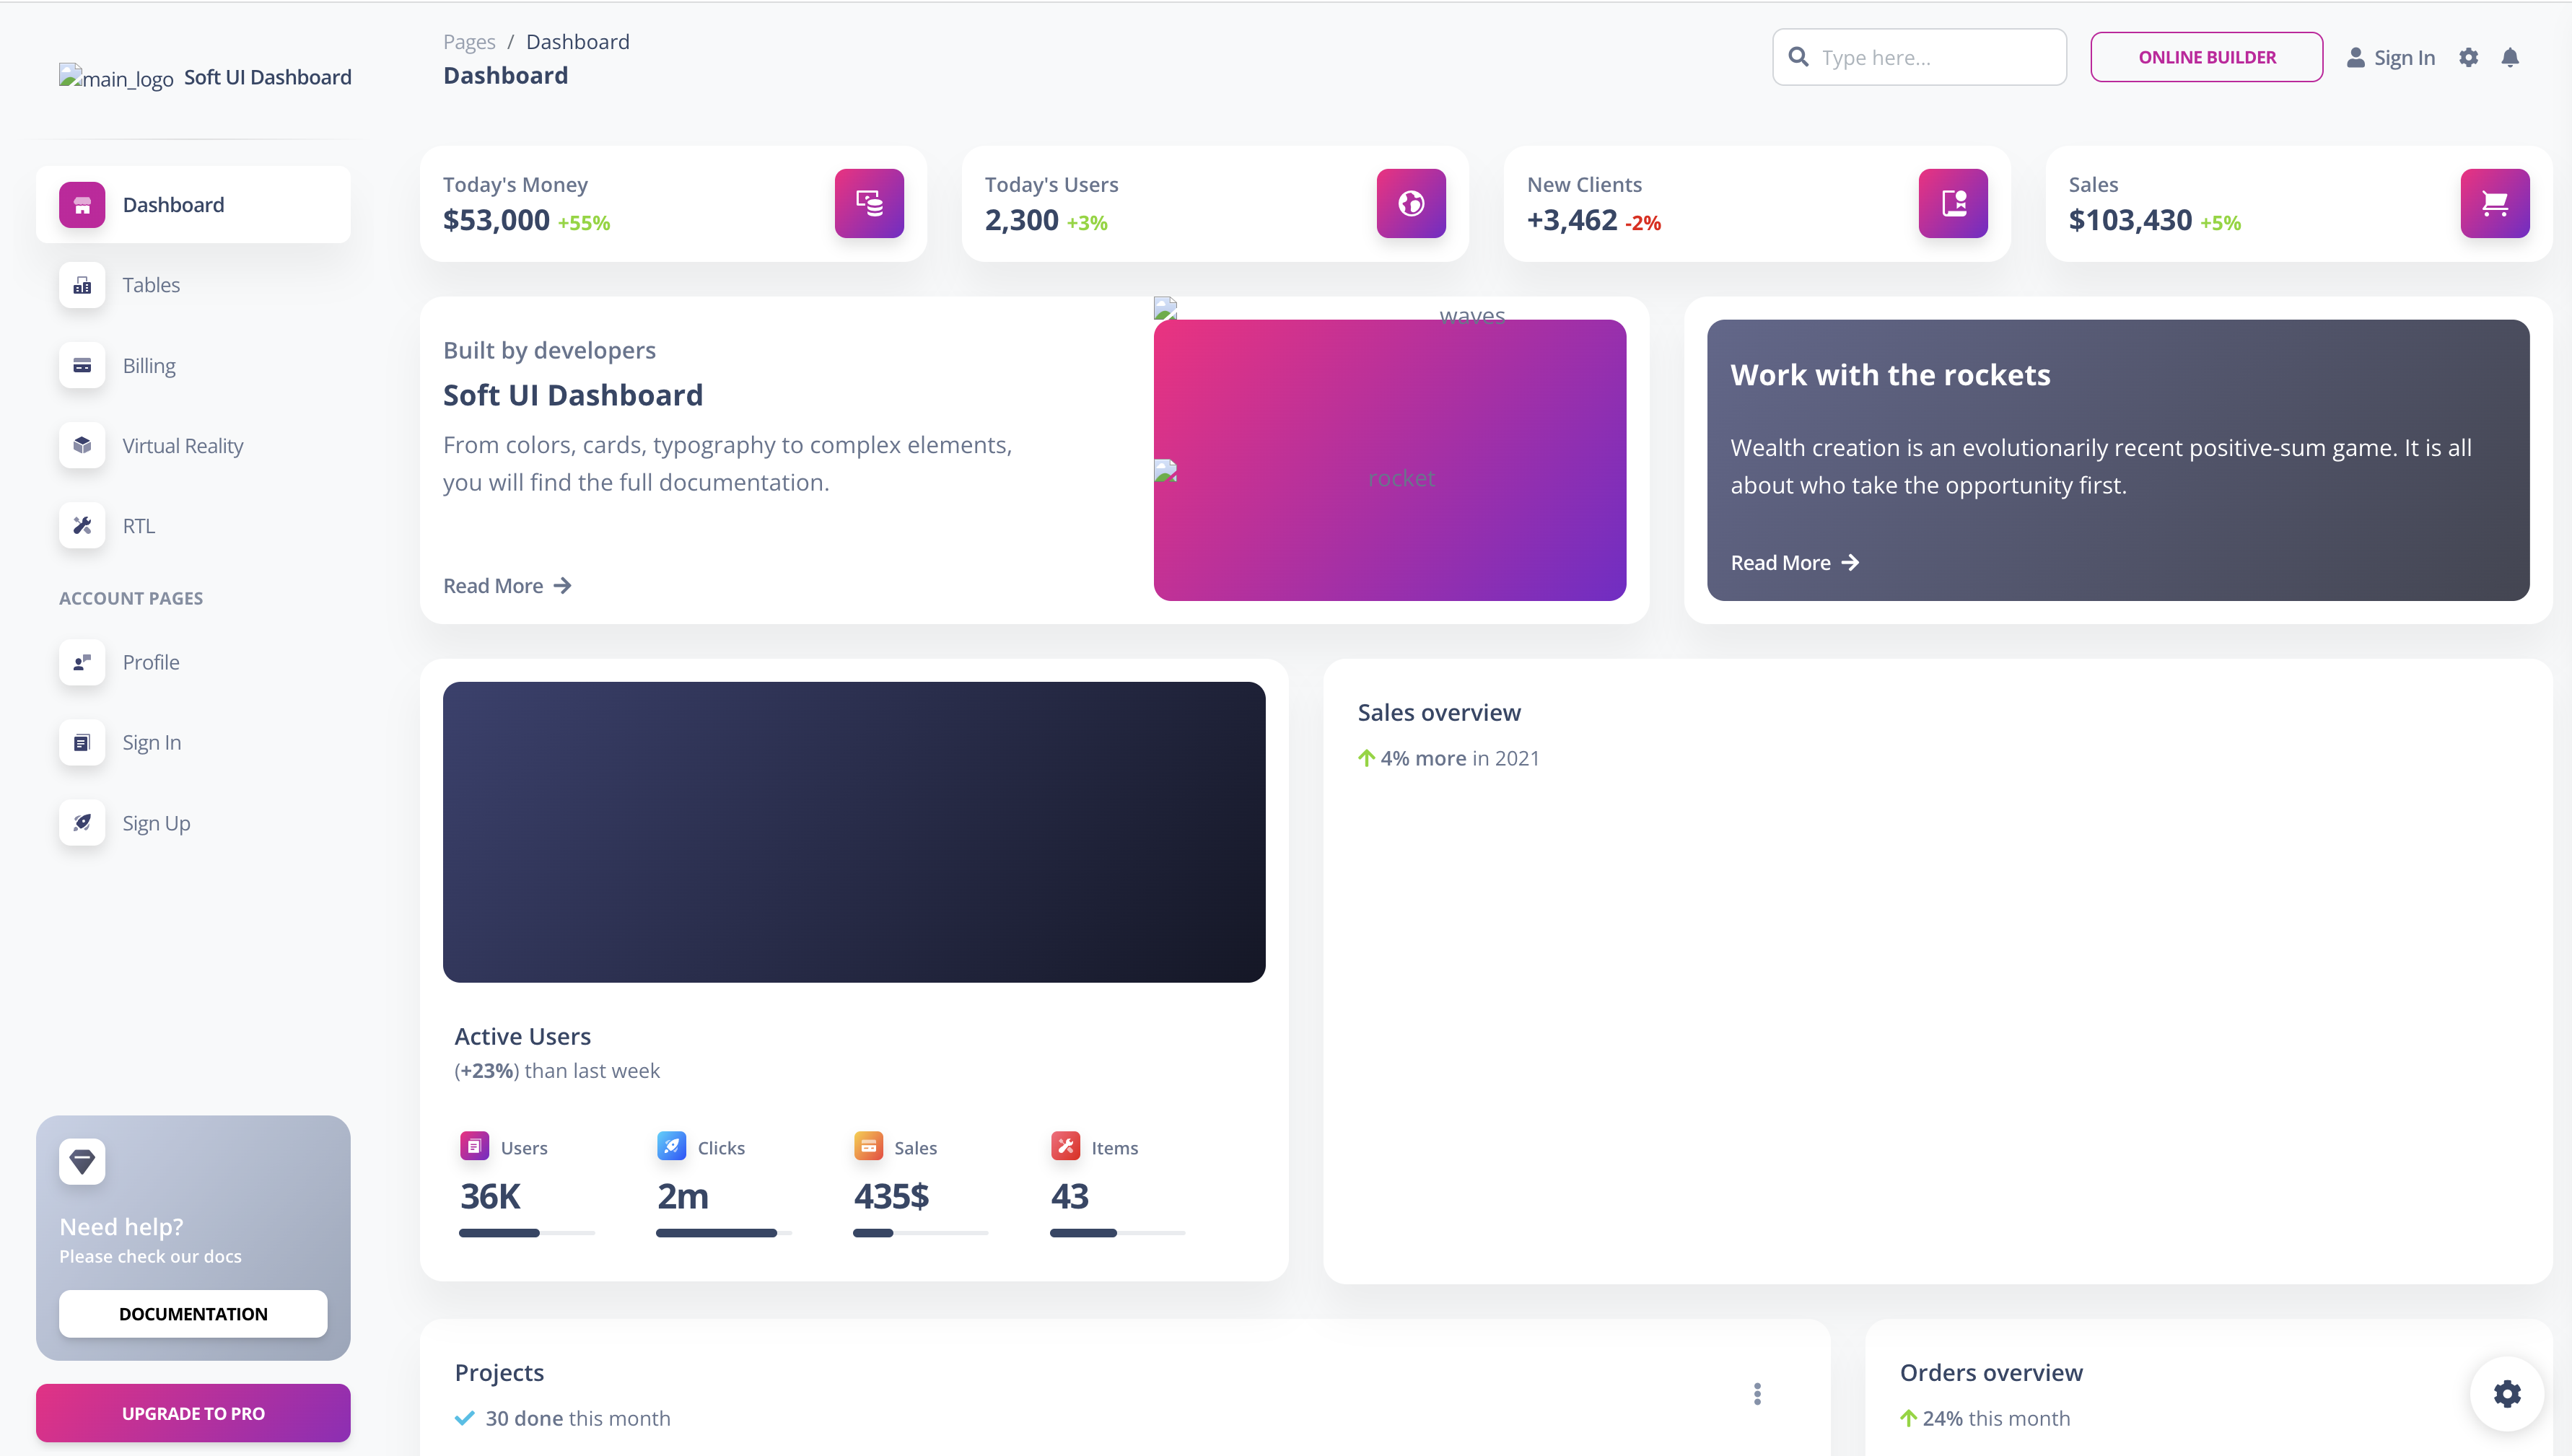 main_logo Soft UI Dashboard
Pages / Dashboard
Dashboard
Type here...
ONLINE BUILDER
Sign In
Dashboard
Tables
Billing
Virtual Reality
RTL
ACCOUNT PAGES
Profile
Sign In
Sign Up
Need help?
Please check our docs
DOCUMENTATION
UPGRADE TO PRO
Today's Money
$53,000 +55%
Today's Users
2,300 +3%
New Clients
+3,462 -2%
Sales
$103,430 +5%
Built by developers
Soft UI Dashboard
From colors, cards, typography to complex elements,
you will find the full documentation.
Read More
waves
rocket
Work with the rockets
Wealth creation is an evolutionarily recent positive-sum game. It is all
about who take the opportunity first.
Read More
Active Users
(+23%) than last week
Users
36K
Clicks
2m
Sales
435$
Items
43
Sales overview
4% more in 2021
Projects
30 done this month
Orders overview
24% this month